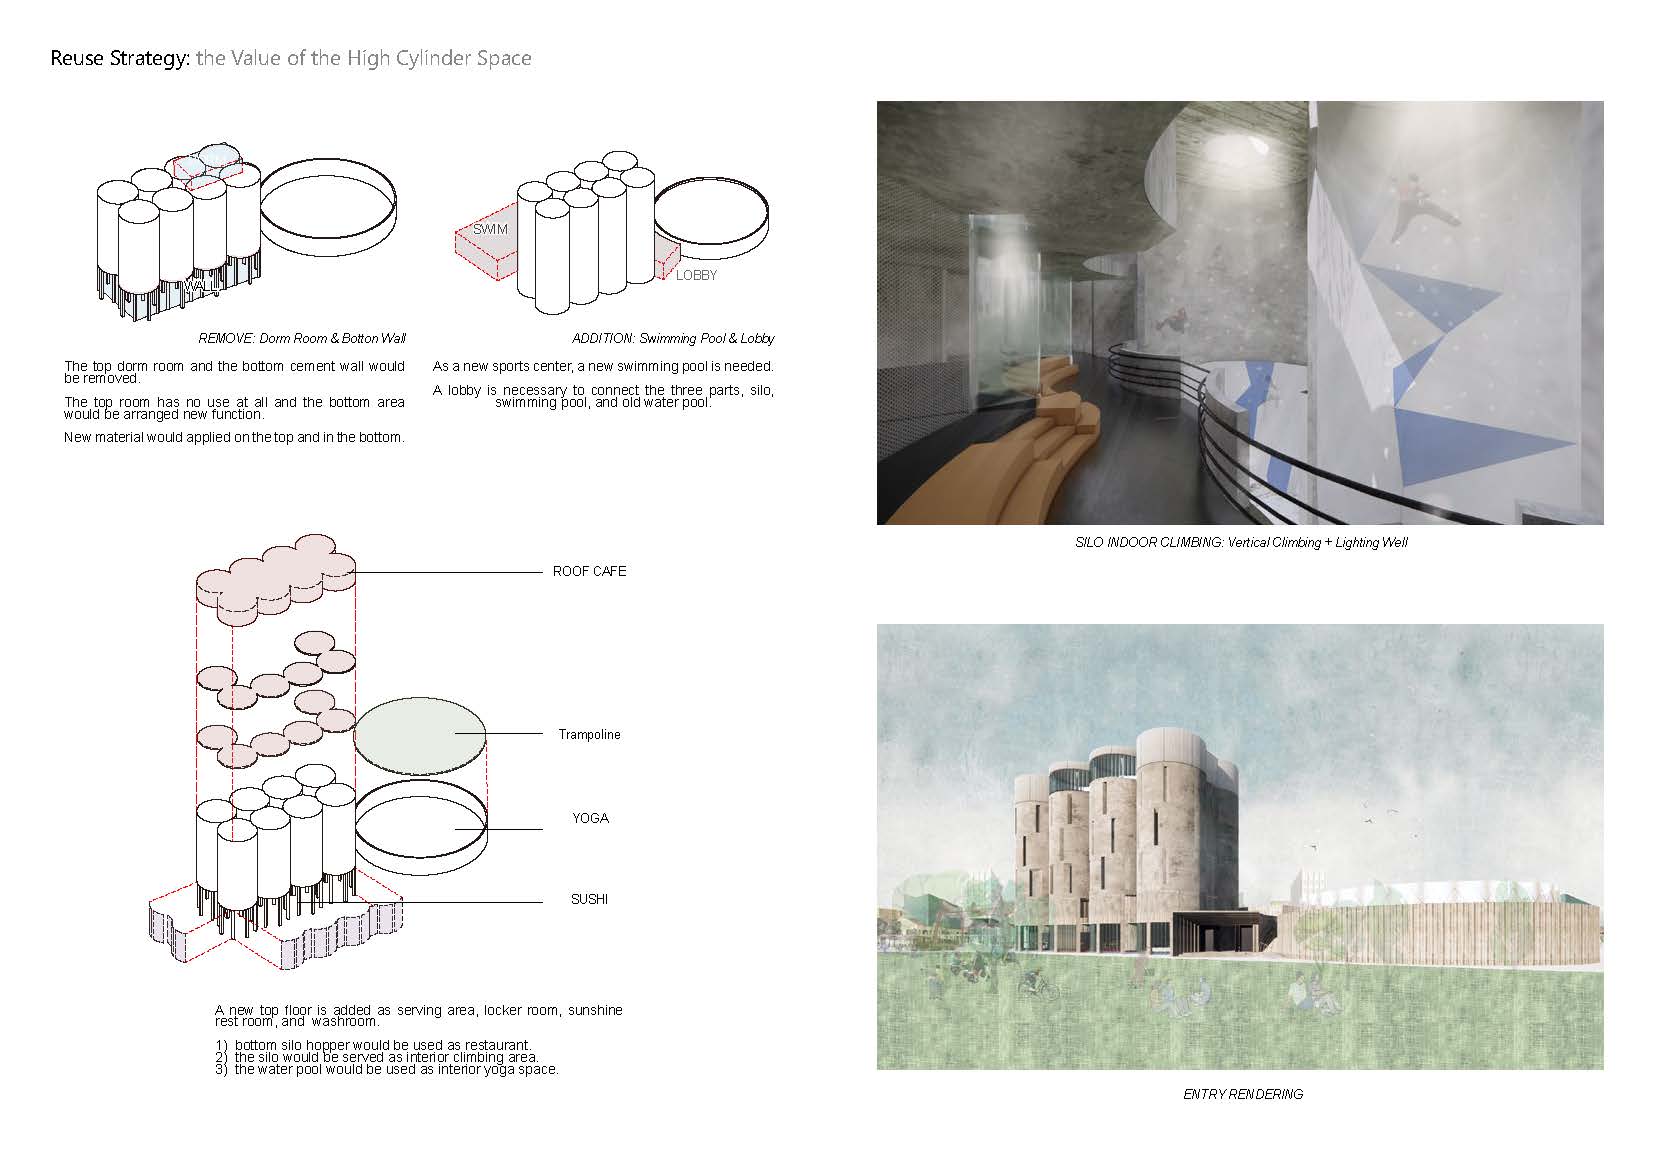 Reuse Strategy: the Value of the High Cylinder Space
WALL
REMOVE: Dorm Room & Botton Wall
The top dorm room and the bottom cement wall would
be removed.
The top room has no use at all and the bottom area
would be arranged new function.
New material would applied on the top and in the bottom.
SWIM
LOBBY
ADDITION: Swimming Pool & Lobby
As a new sports center, a new swimming pool is needed.
A lobby is necessary to connect the three parts, silo,
swimming pool, and old water pool.
SILO INDOOR CLIMBING: Vertical Climbing + Lighting Well
ROOF CAFE
Trampoline
YOGA
SUSHI
A new top floor is added as serving area, locker room, sunshine
rest room, and washroom.
1) bottom silo hopper would be used as restaurant.
2) the silo would be served as interior climbing area.
3) the water pool would be used as interior yoga space.
ENTRY RENDERING